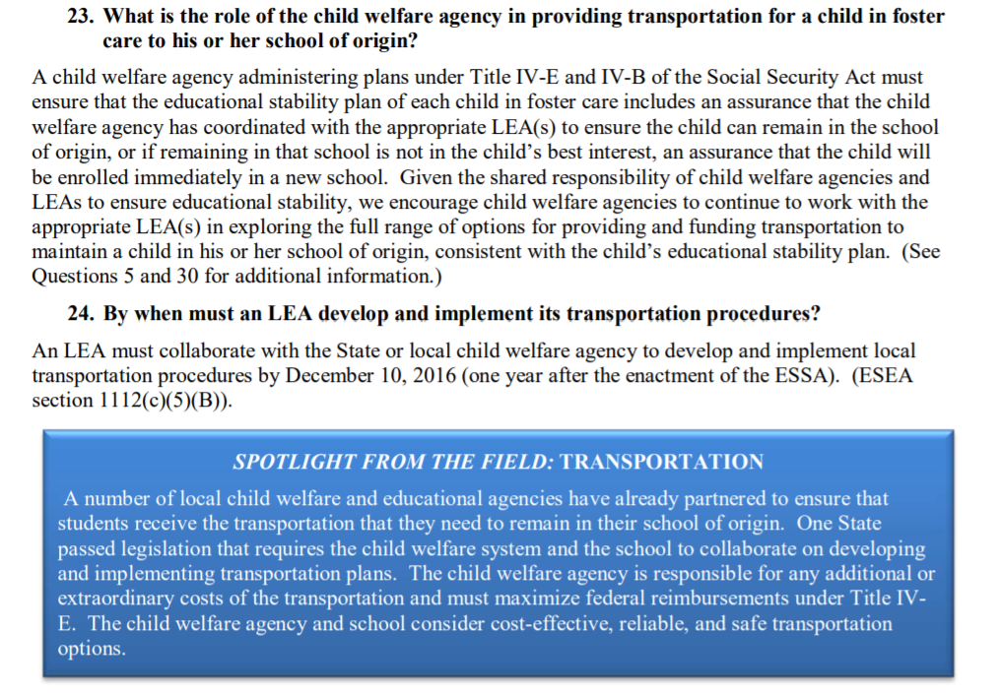 23. What is the role of the child welfare agency in providing transportation for a child in foster
care to his or her school of origin?
A child welfare agency administering plans under Title IV-E and IV-B of the Social Security Act must
ensure that the educational stability plan of each child in foster care includes an assurance that the child
welfare agency has coordinated with the appropriate LEA(s) to ensure the child can remain in the school
of origin, or if remaining in that school is not in the child’s best interest, an assurance that the child will
be enrolled immediately in a new school.  Given the shared responsibility of child welfare agencies and
LEAs to ensure educational stability, we encourage child welfare agencies to continue to work with the
appropriate LEA(s) in exploring the full range of options for providing and funding transportation to
maintain a child in his or her school of origin, consistent with the child’s educational stability plan.  (See
Questions 5 and 30 for additional information.)
24. By when must an LEA develop and implement its transportation procedures?
An LEA must collaborate with the State or local child welfare agency to develop and implement local
transportation procedures by December 10, 2016 (one year after the enactment of the ESSA).  (ESEA
section 1112(c)(5)(B)).
SPOTLIGHT FROM THE FIELD: TRANSPORTATION
A number of local child welfare and educational agencies have already partnered to ensure that
students receive the transportation that they need to remain in their school of origin.  One State
passed legislation that requires the child welfare system and the school to collaborate on developing
and implementing transportation plans.  The child welfare agency is responsible for any additional or
extraordinary costs of the transportation and must maximize federal reimbursements under Title IV-
E.  The child welfare agency and school consider cost-effective, reliable, and safe transportation
options.